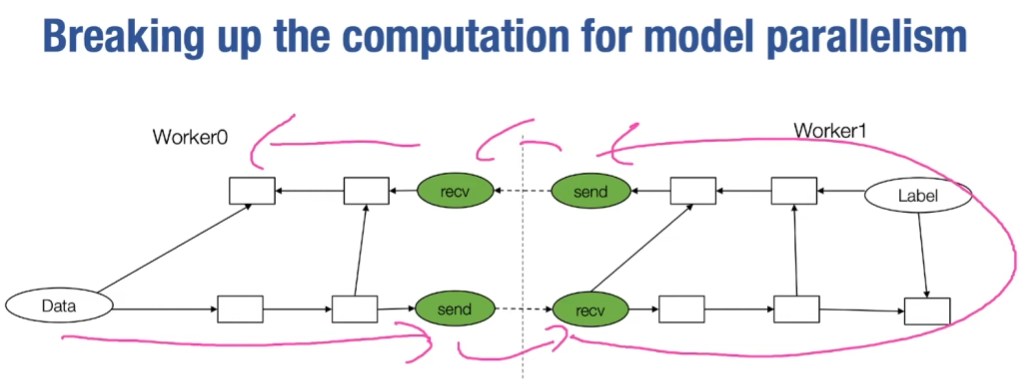 Breaking up the computation for model parallelism
Worker0
Worker1
recv
send
Label
Data
send
recv